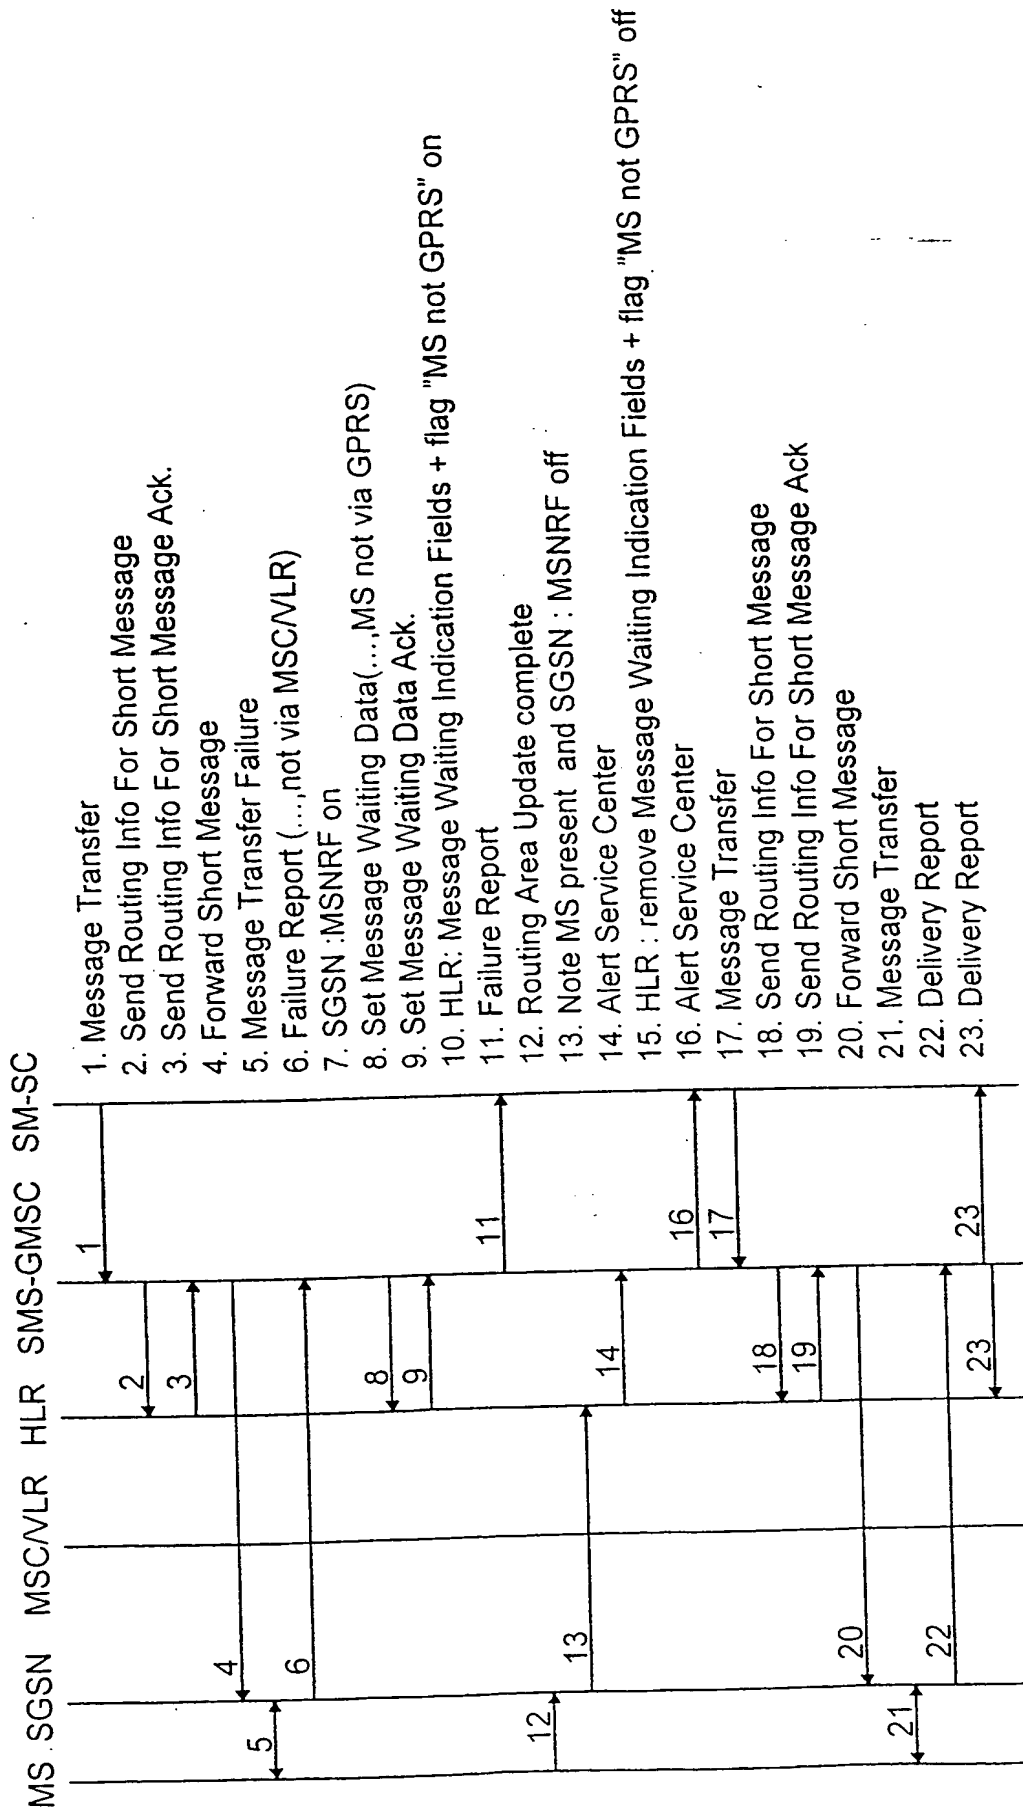 MS SGSN MSC/VLR HLR SMS-GMSC SM-SC
1
2
3
4
5
6
8
9
11
12
13
14
16
17
18
19
20
21
22
23
23
1. Message Transfer
2. Send Routing Info For Short Message
3. Send Routing Info For Short Message Ack.
4. Forward Short Message
5. Message Transfer Failure
6. Failure Report (...,not via MSC/VLR)
7. SGSN :MSNRF on
8. Set Message Waiting Data(...,MS not via GPRS)
9. Set Message Waiting Data Ack.
10. HLR: Message Waiting Indication Fields + flag "MS not GPRS" on
11. Failure Report
12. Routing Area Update complete
13. Note MS present and SGSN : MSNRF off
14. Alert Service Center
15. HLR : remove Message Waiting Indication Fields + flag "MS not GPRS" off
16. Alert Service Center
17. Message Transfer
18. Send Routing Info For Short Message
19. Send Routing Info For Short Message Ack
20. Forward Short Message
21. Message Transfer
22. Delivery Report
23. Delivery Report